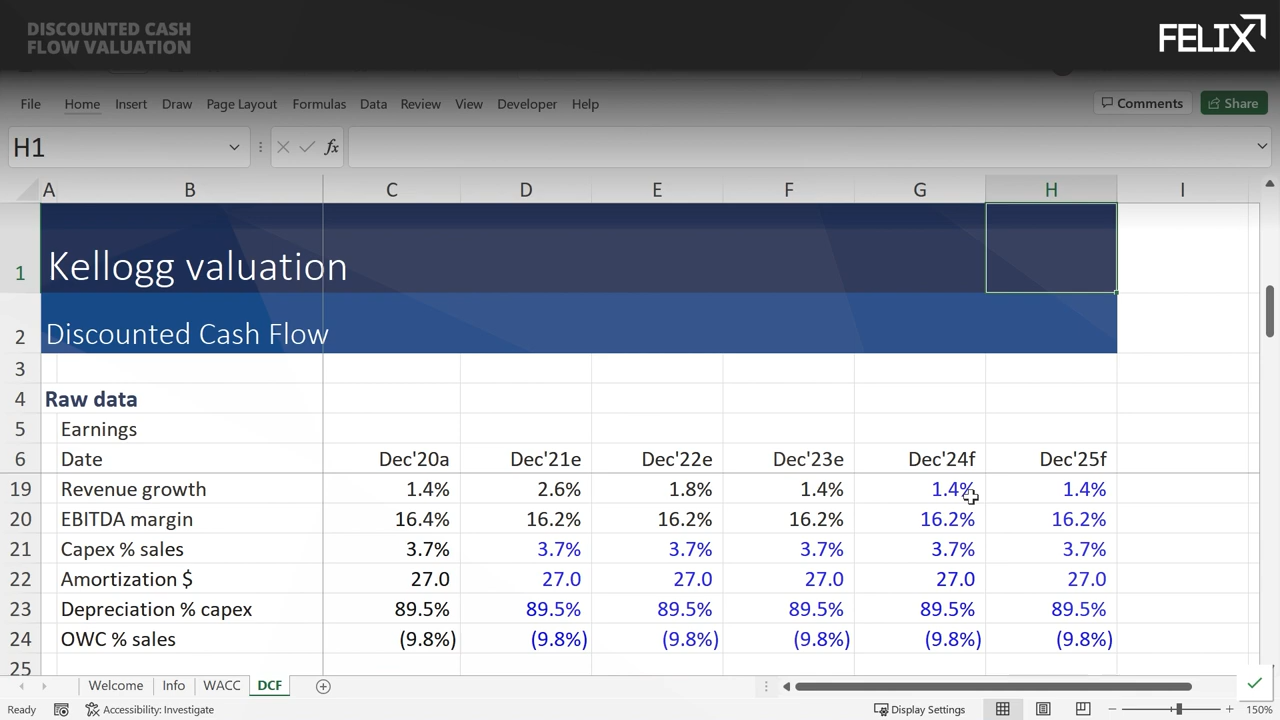 DISCOUNTED CASH
FLOW VALUATION
FELIX
File Home Insert Draw Page Layout Formulas Data Review View Developer Help Comments Share
H1 fx
A B C D E F G H I
1 Kellogg valuation
2 Discounted Cash Flow
3
4 Raw data
5 Earnings
6 Date Dec'20a Dec'21e Dec'22e Dec'23e Dec'24f Dec'25f
19 Revenue growth 1.4% 2.6% 1.8% 1.4% 1.4% 1.4%
20 EBITDA margin 16.4% 16.2% 16.2% 16.2% 16.2% 16.2%
21 Capex % sales 3.7% 3.7% 3.7% 3.7% 3.7% 3.7%
22 Amortization $ 27.0 27.0 27.0 27.0 27.0 27.0
23 Depreciation % capex 89.5% 89.5% 89.5% 89.5% 89.5% 89.5%
24 OWC % sales (9.8%) (9.8%) (9.8%) (9.8%) (9.8%) (9.8%)
25
Welcome Info WACC DCF
Ready Accessibility: Investigate Display Settings 150%